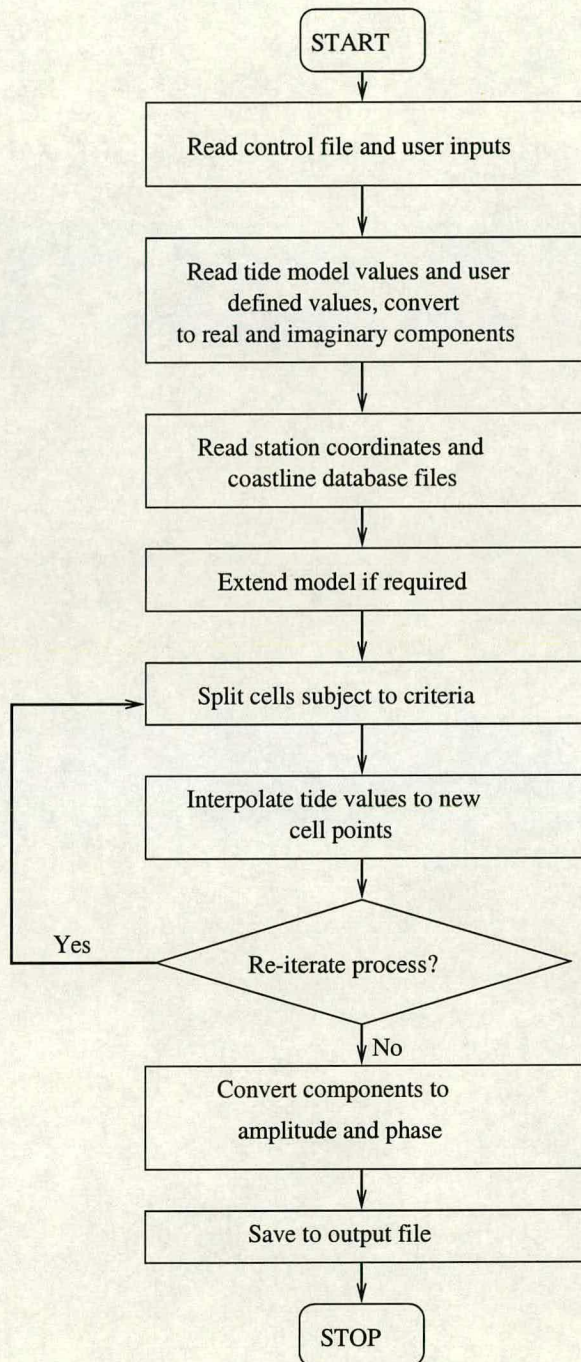 START
Read control file and user inputs
Read tide model values and user
defined values, convert
to real and imaginary components
Read station coordinates and
coastline database files
Extend model if required
Split cells subject to criteria
Interpolate tide values to new
cell points
Yes
Re-iterate process?
No
Convert components to
amplitude and phase
Save to output file
STOP